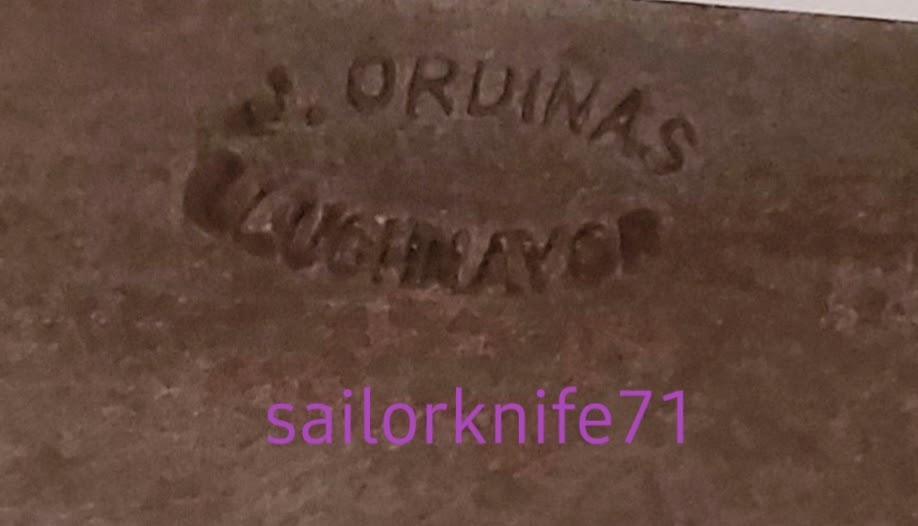 J. ORDINAS
LLUCHMAYOR
sailorknife71